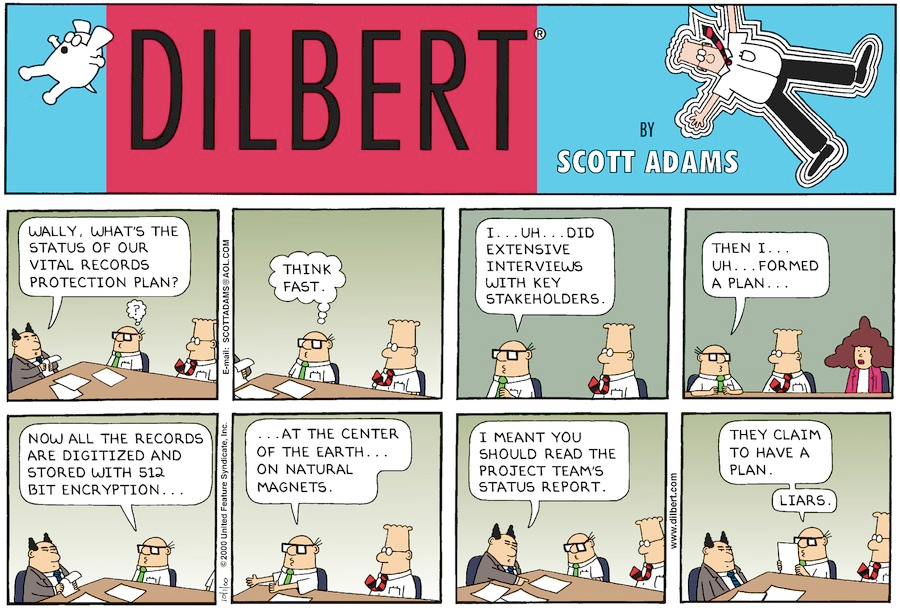 DILBERT®
BY
SCOTT ADAMS
WALLY, WHAT'S THE
STATUS OF OUR
VITAL RECORDS
PROTECTION PLAN?
?
E-mail: SCOTTADAMS@AOL.COM
THINK
FAST.
I...UH...DID
EXTENSIVE
INTERVIEWS
WITH KEY
STAKEHOLDERS.
THEN I...
UH...FORMED
A PLAN...
NOW ALL THE RECORDS
ARE DIGITIZED AND
STORED WITH 512
BIT ENCRYPTION...
©2000 United Feature Syndicate, Inc.
...AT THE CENTER
OF THE EARTH...
ON NATURAL
MAGNETS.
I MEANT YOU
SHOULD READ THE
PROJECT TEAM'S
STATUS REPORT.
www.dilbert.com
THEY CLAIM
TO HAVE A
PLAN.
LIARS.